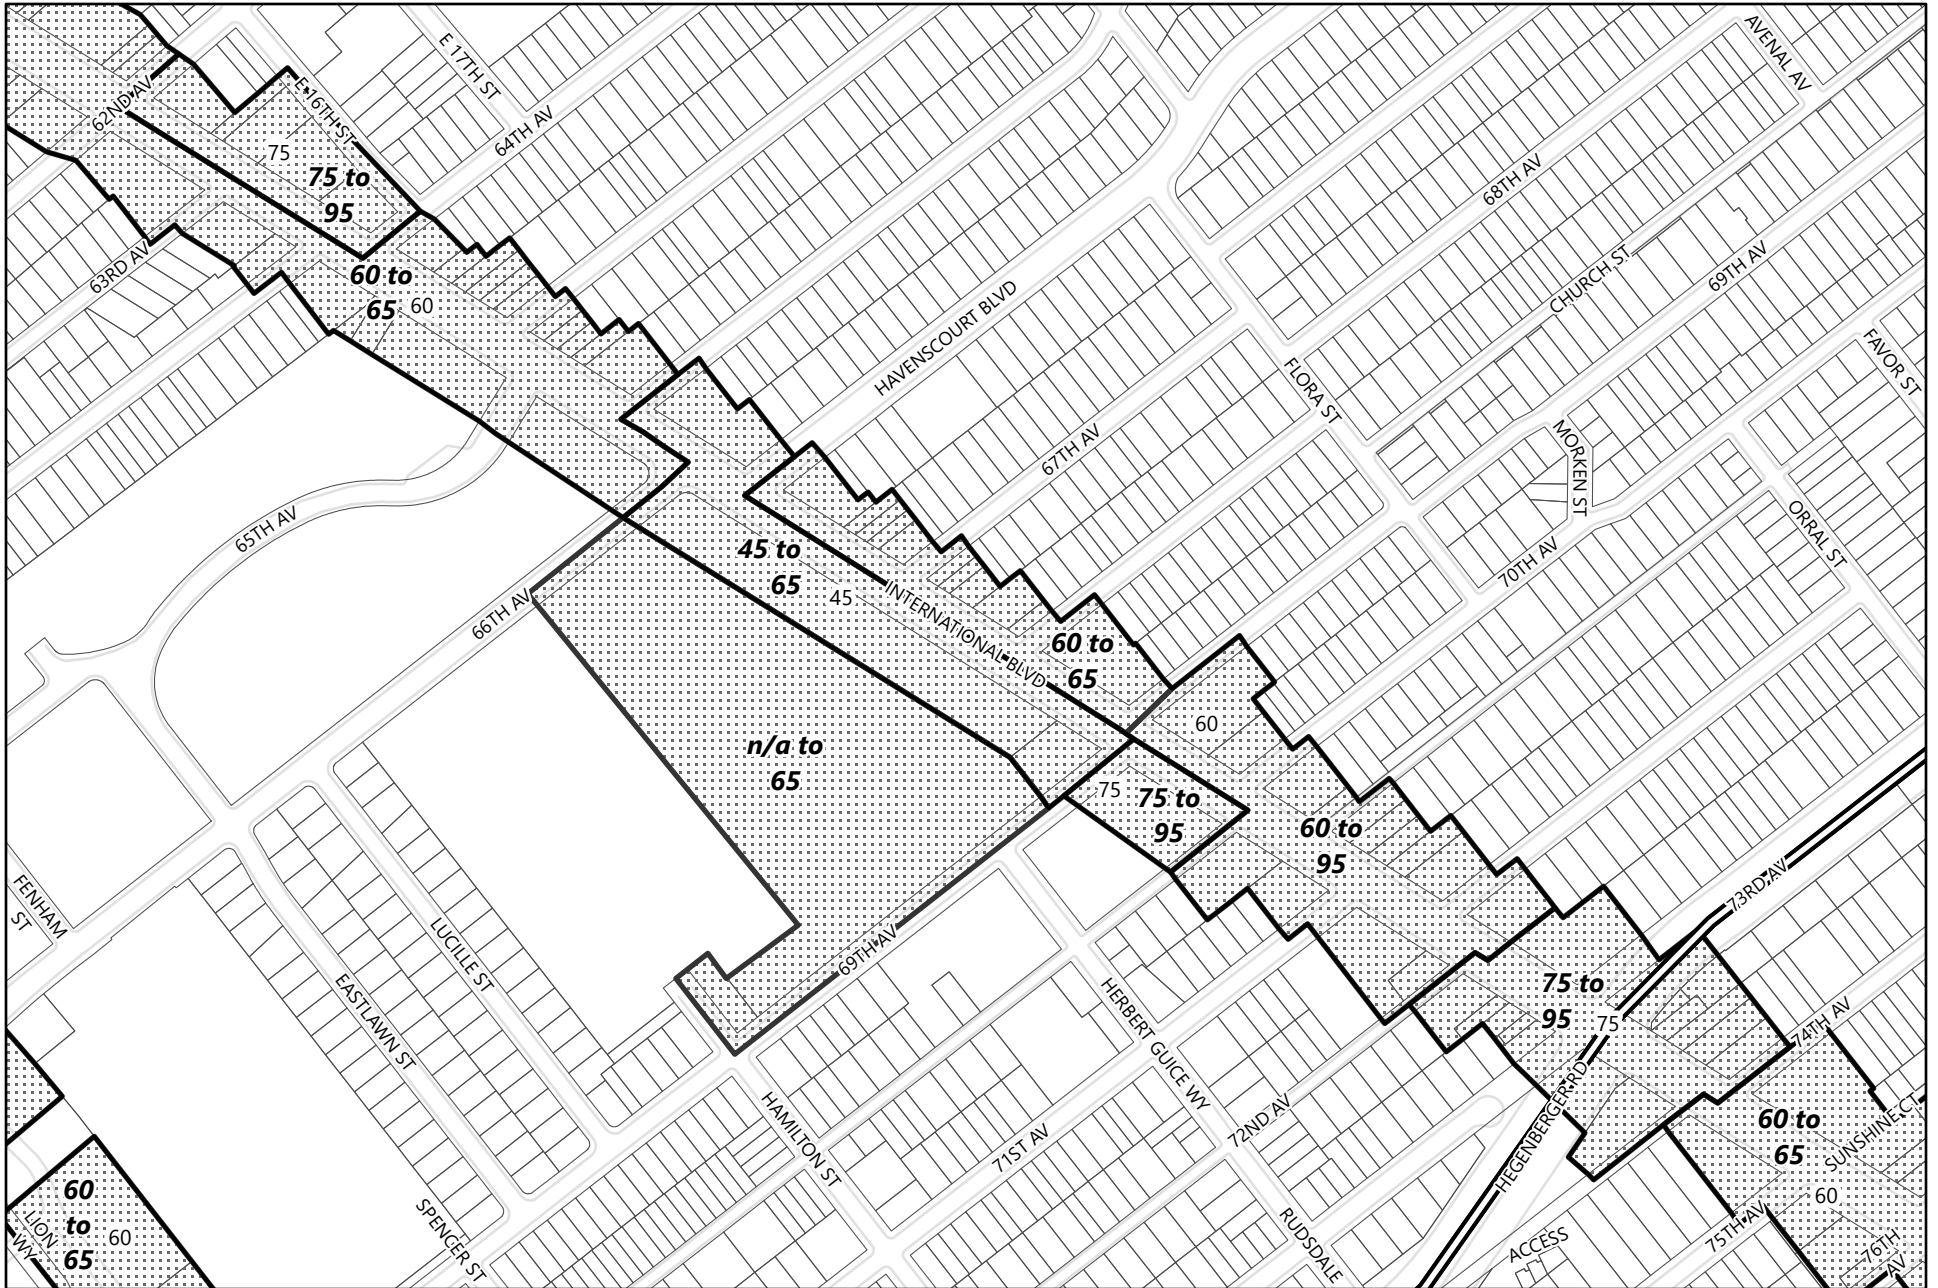 AVENAL AV
E 17TH ST
62ND AV
E 16TH ST
64TH AV
75
75 to
95
68TH AV
63RD AV
60 to
65
60
CHURCH ST
69TH AV
HAVENSCOURT BLVD
FLORA ST
FAVOR ST
67TH AV
MORKEN ST
65TH AV
ORRAL ST
70TH AV
45 to
65
45
INTERNATIONAL BLVD
66TH AV
60 to
65
60
n/a to
65
75
75 to
95
60 to
95
73RD AV
FENHAM
ST
LUCILLE ST
69TH AV
EASTLAWN ST
HERBERT GUICE WY
75 to
95
75
74TH AV
HEGENBERGER RD
HAMILTON ST
71ST AV
72ND AV
60 to
65
SUNSHINE CT
60
60
to
65
60
LION
WY
SPENCER ST
RUDSDALE
ACCESS
75TH AV
76TH
AV